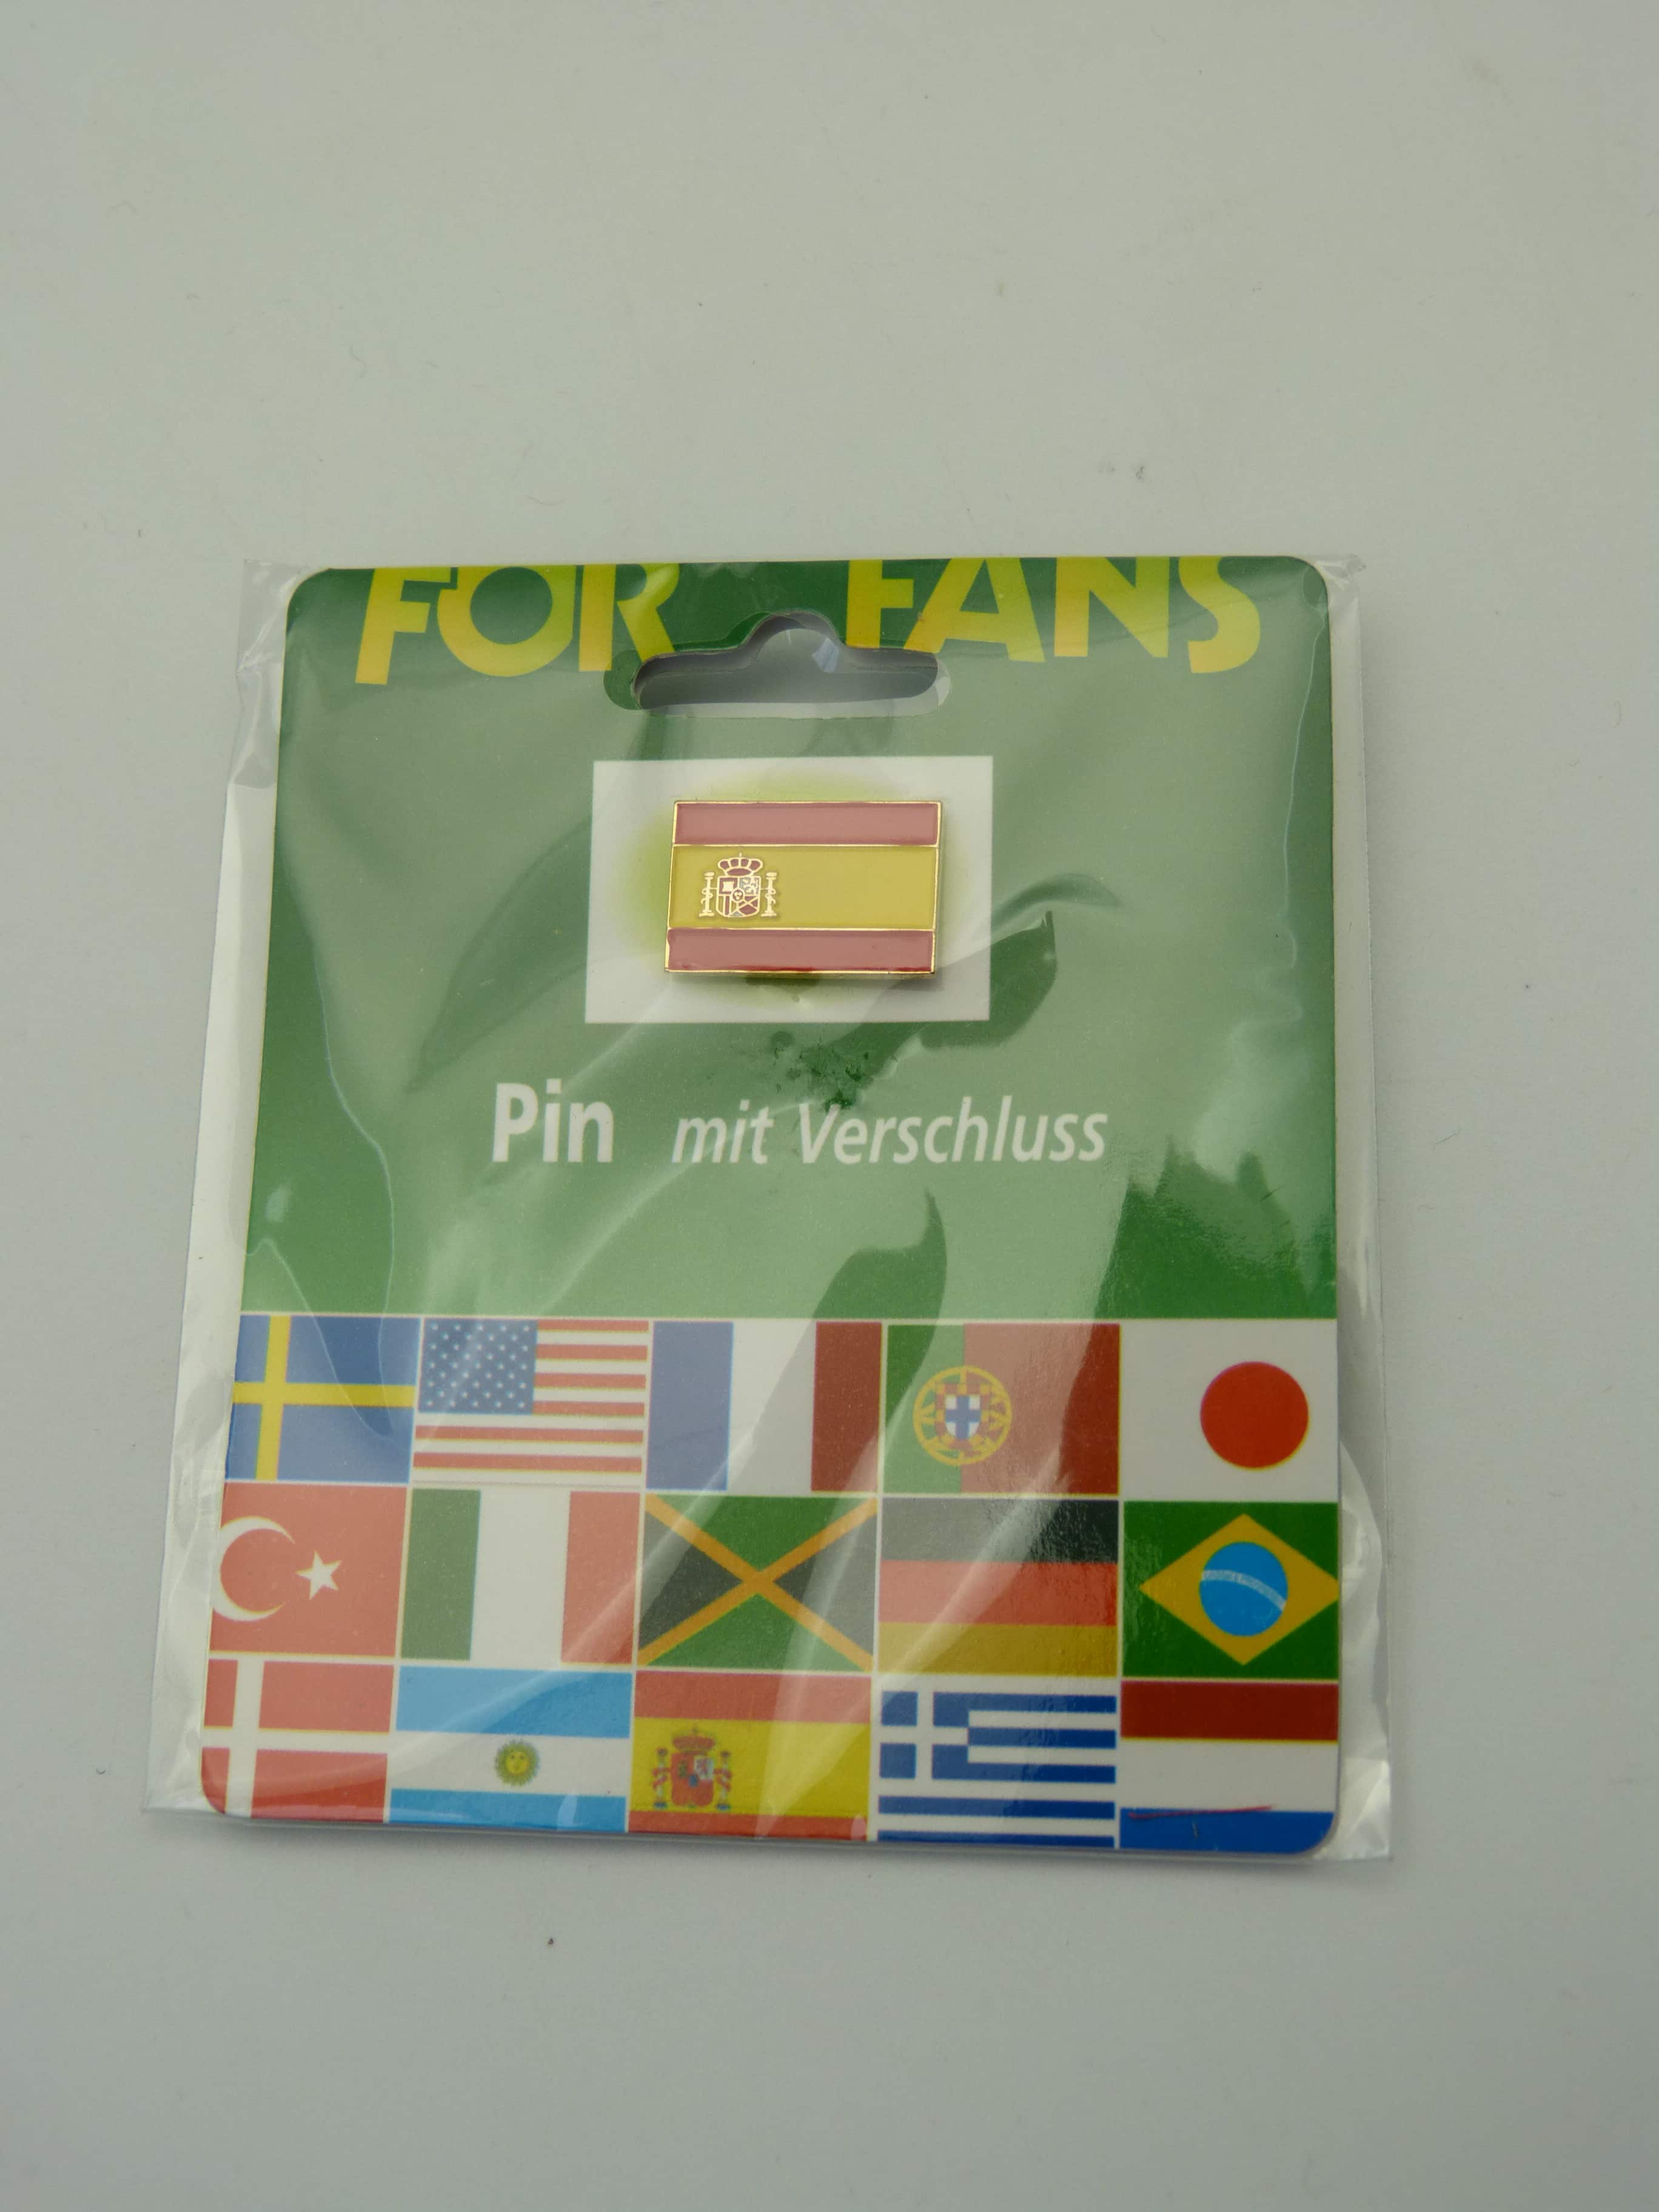 FOR FANS
Pin mit Verschluss